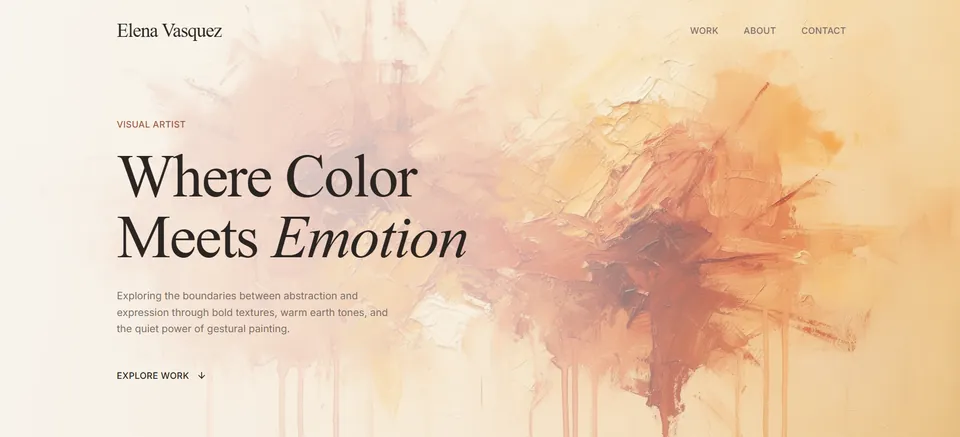 Elena Vasquez
WORK ABOUT CONTACT
VISUAL ARTIST
Where Color
Meets Emotion
Exploring the boundaries between abstraction and
expression through bold textures, warm earth tones, and
the quiet power of gestural painting.
EXPLORE WORK ↓